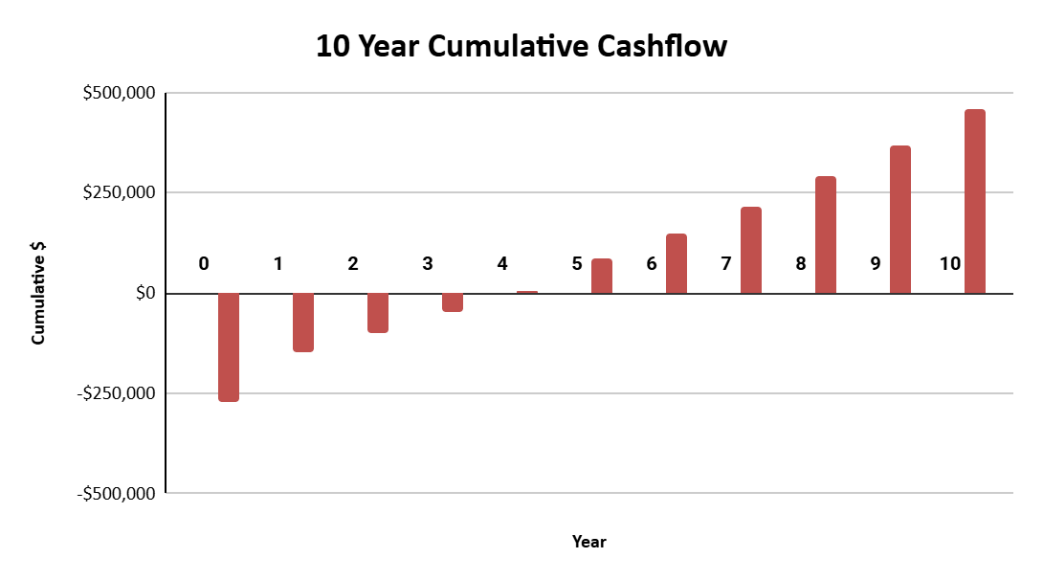 10 Year Cumulative Cashflow
$500,000
$250,000
0 1 2 3 4 5 6 7 8 9 10
$0
-$250,000
-$500,000
Cumulative $
Year